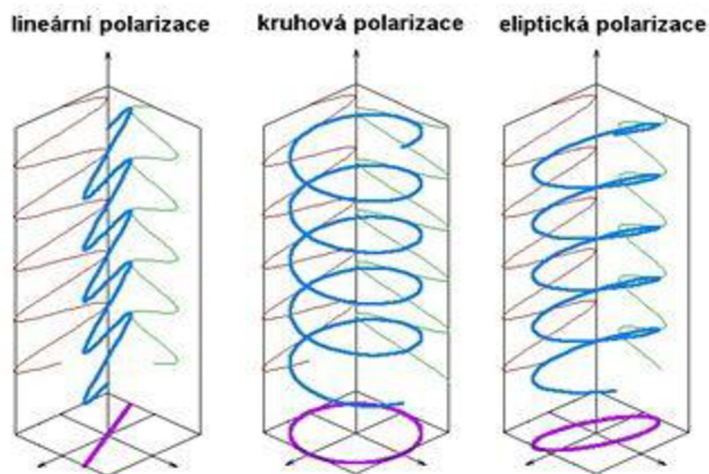 lineární polarizace
kruhová polarizace
eliptická polarizace